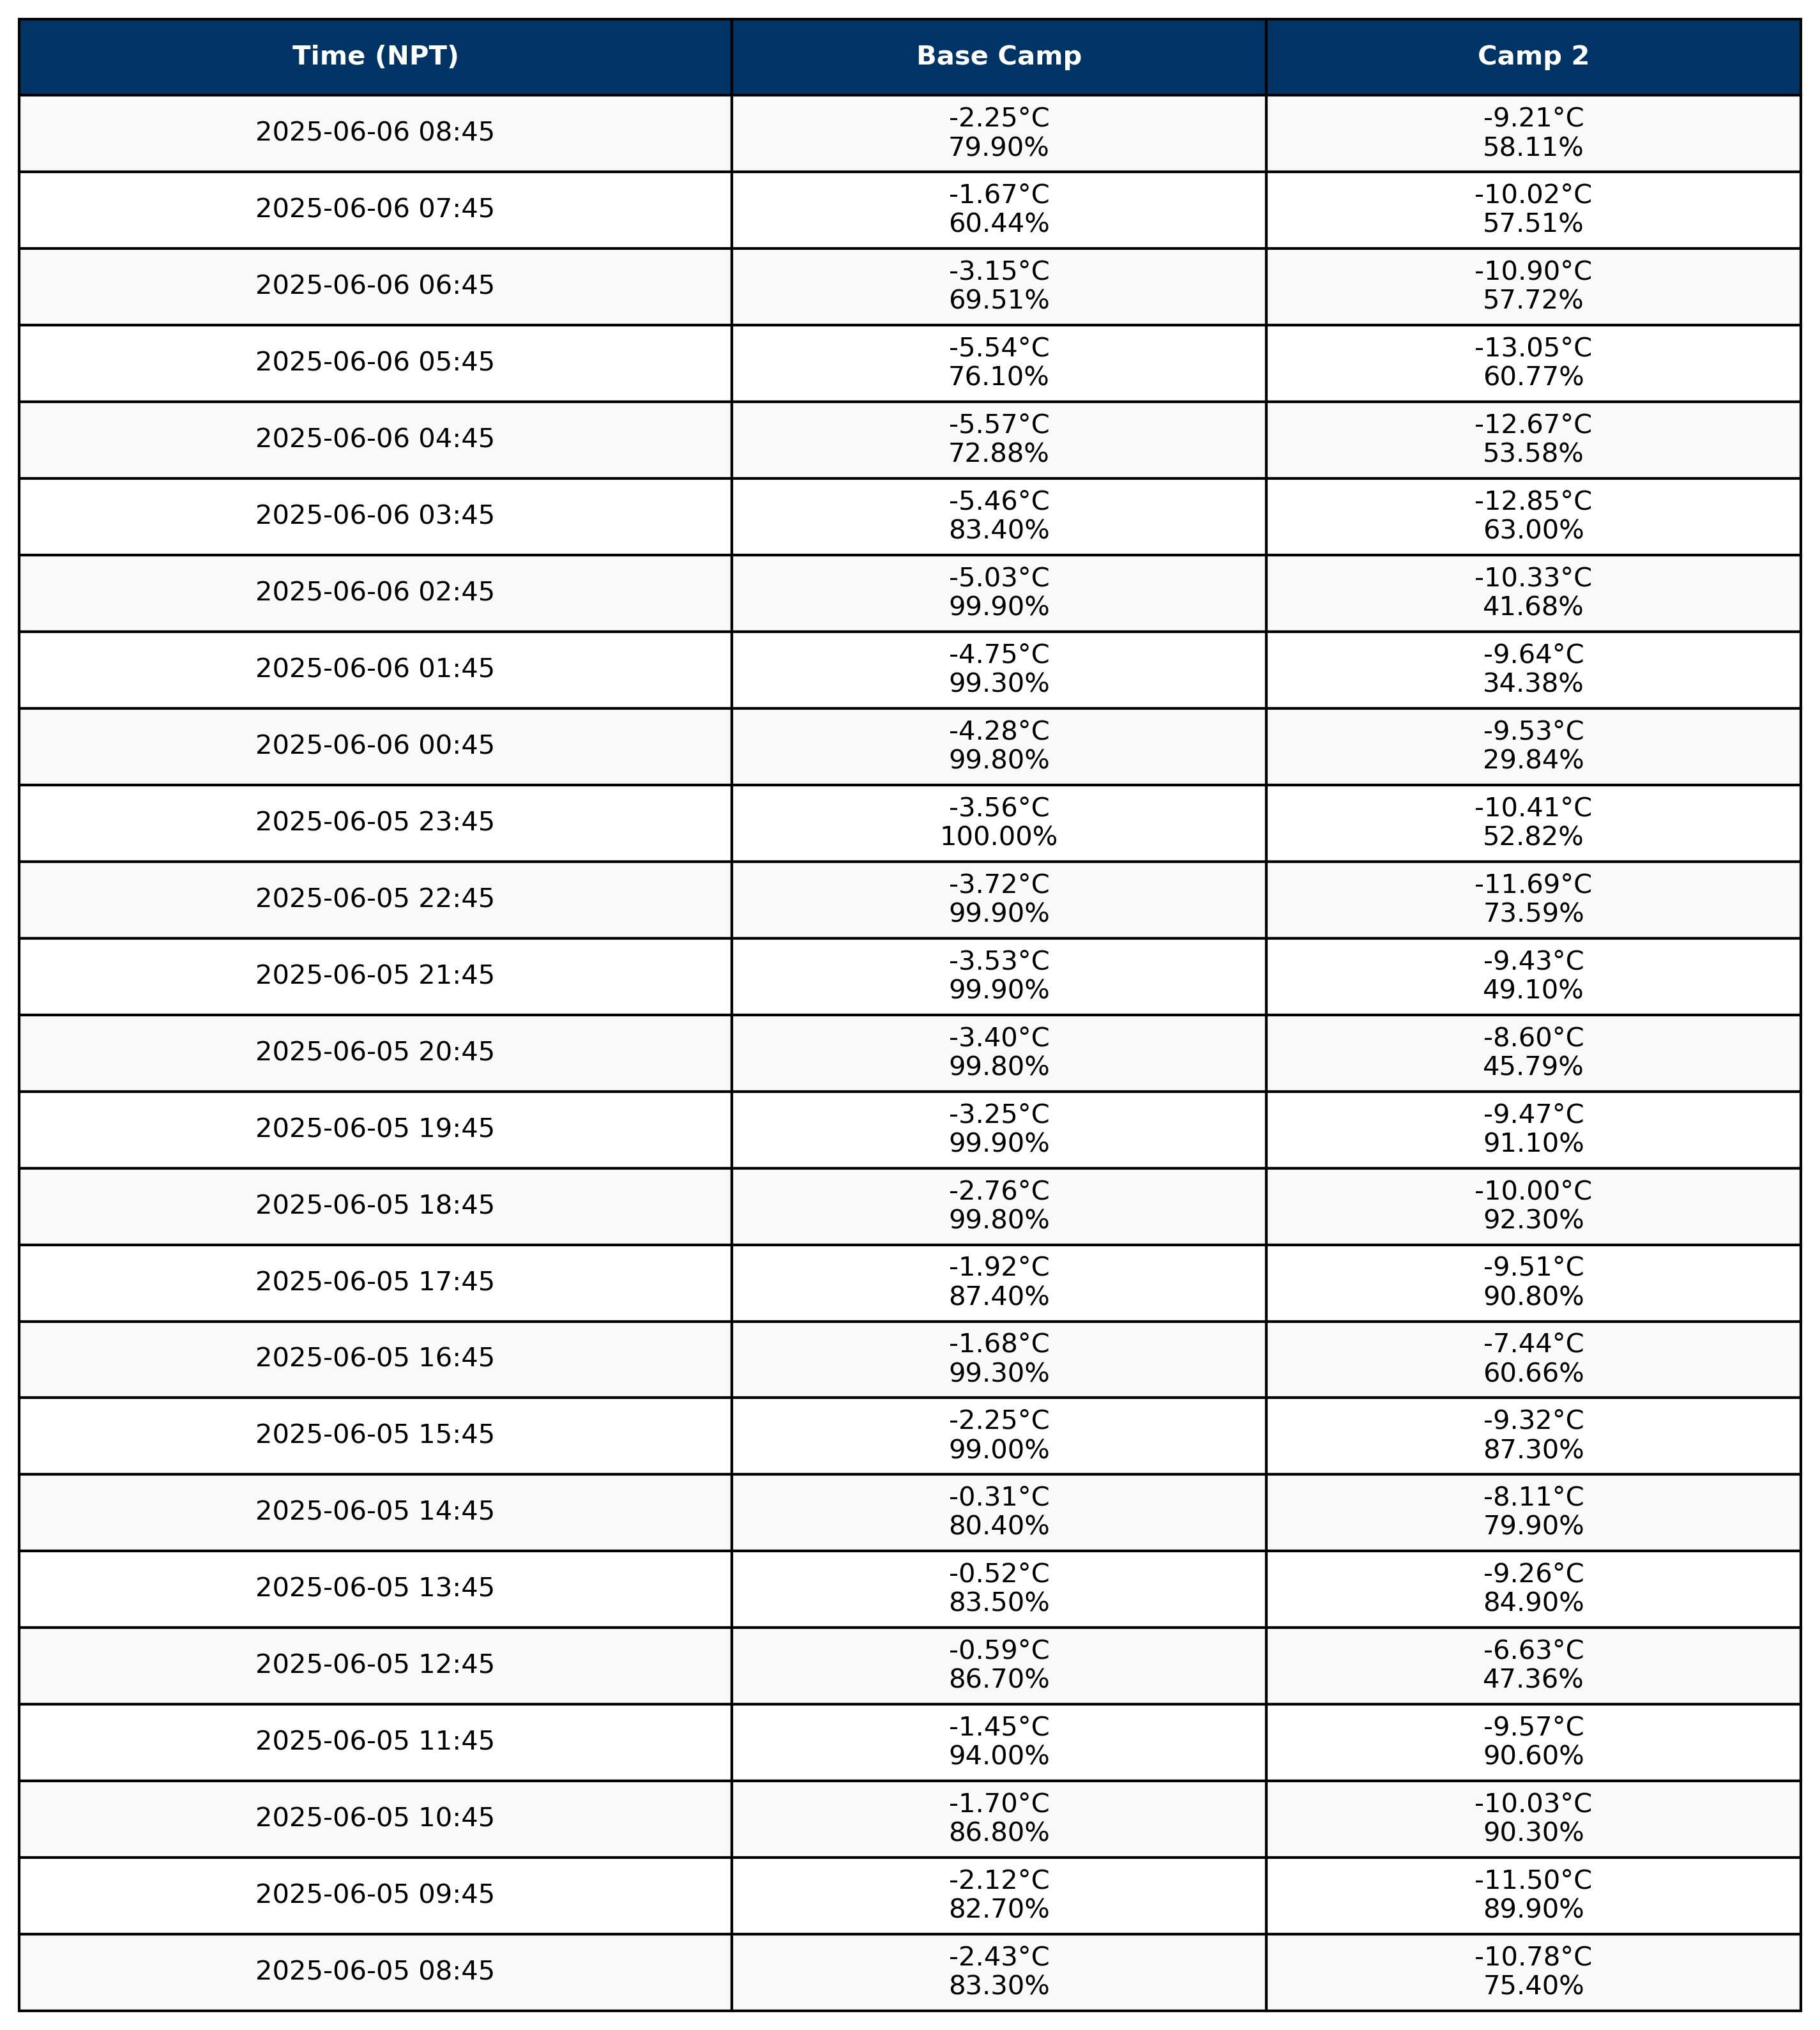 Time (NPT) Base Camp Camp 2
2025-06-06 08:45 -2.25°C -9.21°C
79.90% 58.11%
2025-06-06 07:45 -1.67°C -10.02°C
60.44% 57.51%
2025-06-06 06:45 -3.15°C -10.90°C
69.51% 57.72%
2025-06-06 05:45 -5.54°C -13.05°C
76.10% 60.77%
2025-06-06 04:45 -5.57°C -12.67°C
72.88% 53.58%
2025-06-06 03:45 -5.46°C -12.85°C
83.40% 63.00%
2025-06-06 02:45 -5.03°C -10.33°C
99.90% 41.68%
2025-06-06 01:45 -4.75°C -9.64°C
99.30% 34.38%
2025-06-06 00:45 -4.28°C -9.53°C
99.80% 29.84%
2025-06-05 23:45 -3.56°C -10.41°C
100.00% 52.82%
2025-06-05 22:45 -3.72°C -11.69°C
99.90% 73.59%
2025-06-05 21:45 -3.53°C -9.43°C
99.90% 49.10%
2025-06-05 20:45 -3.40°C -8.60°C
99.80% 45.79%
2025-06-05 19:45 -3.25°C -9.47°C
99.90% 91.10%
2025-06-05 18:45 -2.76°C -10.00°C
99.80% 92.30%
2025-06-05 17:45 -1.92°C -9.51°C
87.40% 90.80%
2025-06-05 16:45 -1.68°C -7.44°C
99.30% 60.66%
2025-06-05 15:45 -2.25°C -9.32°C
99.00% 87.30%
2025-06-05 14:45 -0.31°C -8.11°C
80.40% 79.90%
2025-06-05 13:45 -0.52°C -9.26°C
83.50% 84.90%
2025-06-05 12:45 -0.59°C -6.63°C
86.70% 47.36%
2025-06-05 11:45 -1.45°C -9.57°C
94.00% 90.60%
2025-06-05 10:45 -1.70°C -10.03°C
86.80% 90.30%
2025-06-05 09:45 -2.12°C -11.50°C
82.70% 89.90%
2025-06-05 08:45 -2.43°C -10.78°C
83.30% 75.40%